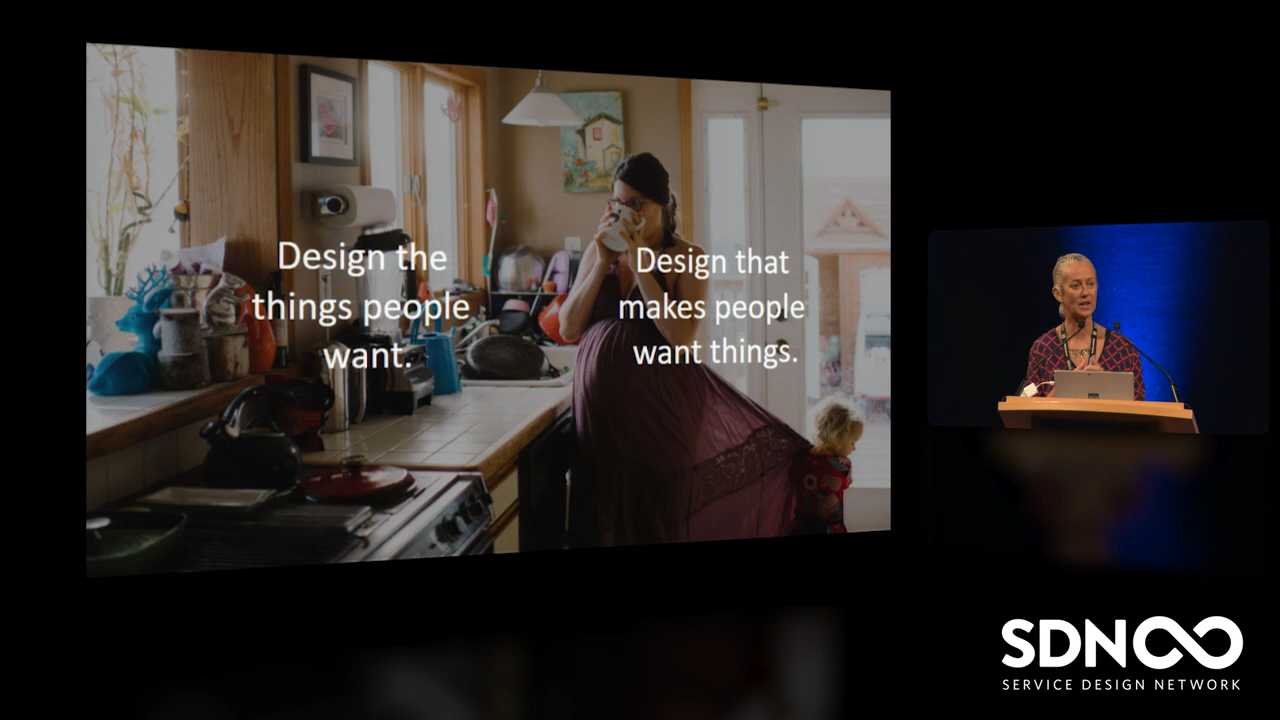 Design the
things people
want.
Design that
makes people
want things.
SDN
SERVICE DESIGN NETWORK